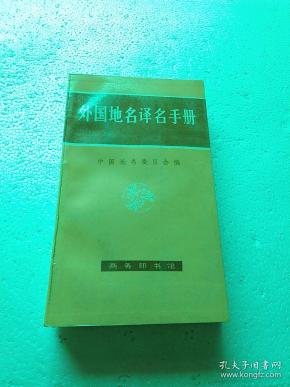 外国地名译名手册
中国地名委员会编
商务印书馆
孔夫子旧书网